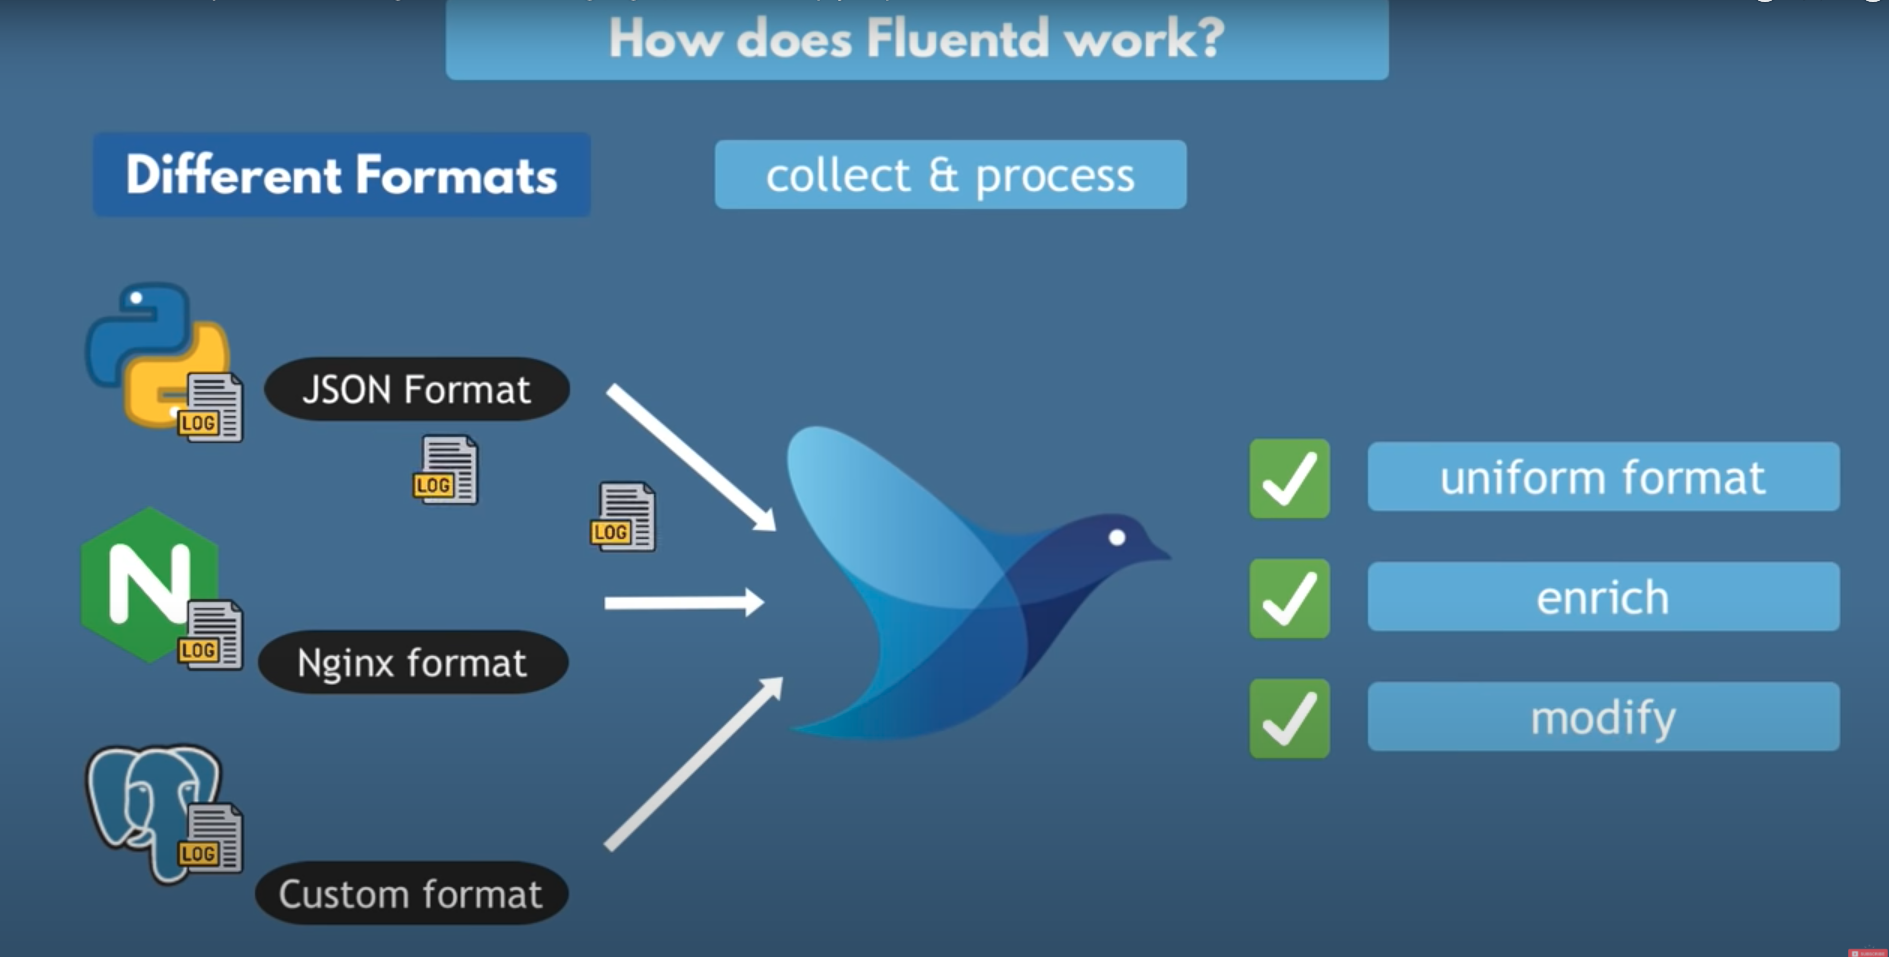 How does Fluentd work?
Different Formats
collect & process
JSON Format
LOG
LOG
LOG
Nginx format
LOG
Custom format
LOG
uniform format
enrich
modify